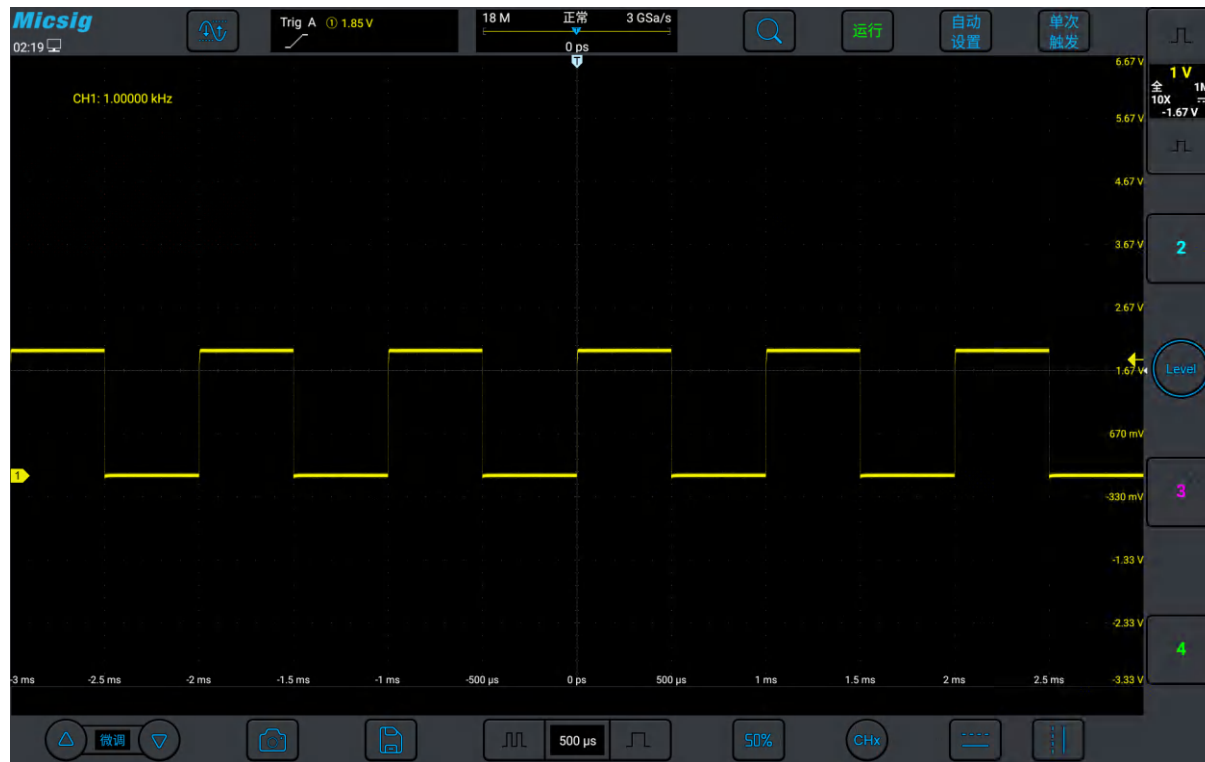 Micsig
02:19
Trig A ① 1.85 V
18 M 正常 3 GSa/s
0 ps
运行
自动
设置
单次
触发
T
CH1: 1.00000 kHz
6.67 V
5.67 V
4.67 V
3.67 V
2.67 V
1.67 V
670 mV
-330 mV
-1.33 V
-2.33 V
-3.33 V
1
1 V
全 1M
10X
-1.67 V
2
Level
3
4
-3 ms -2.5 ms -2 ms -1.5 ms -1 ms -500 µs 0 ps 500 µs 1 ms 1.5 ms 2 ms 2.5 ms
微调
500 µs
50%
CHx